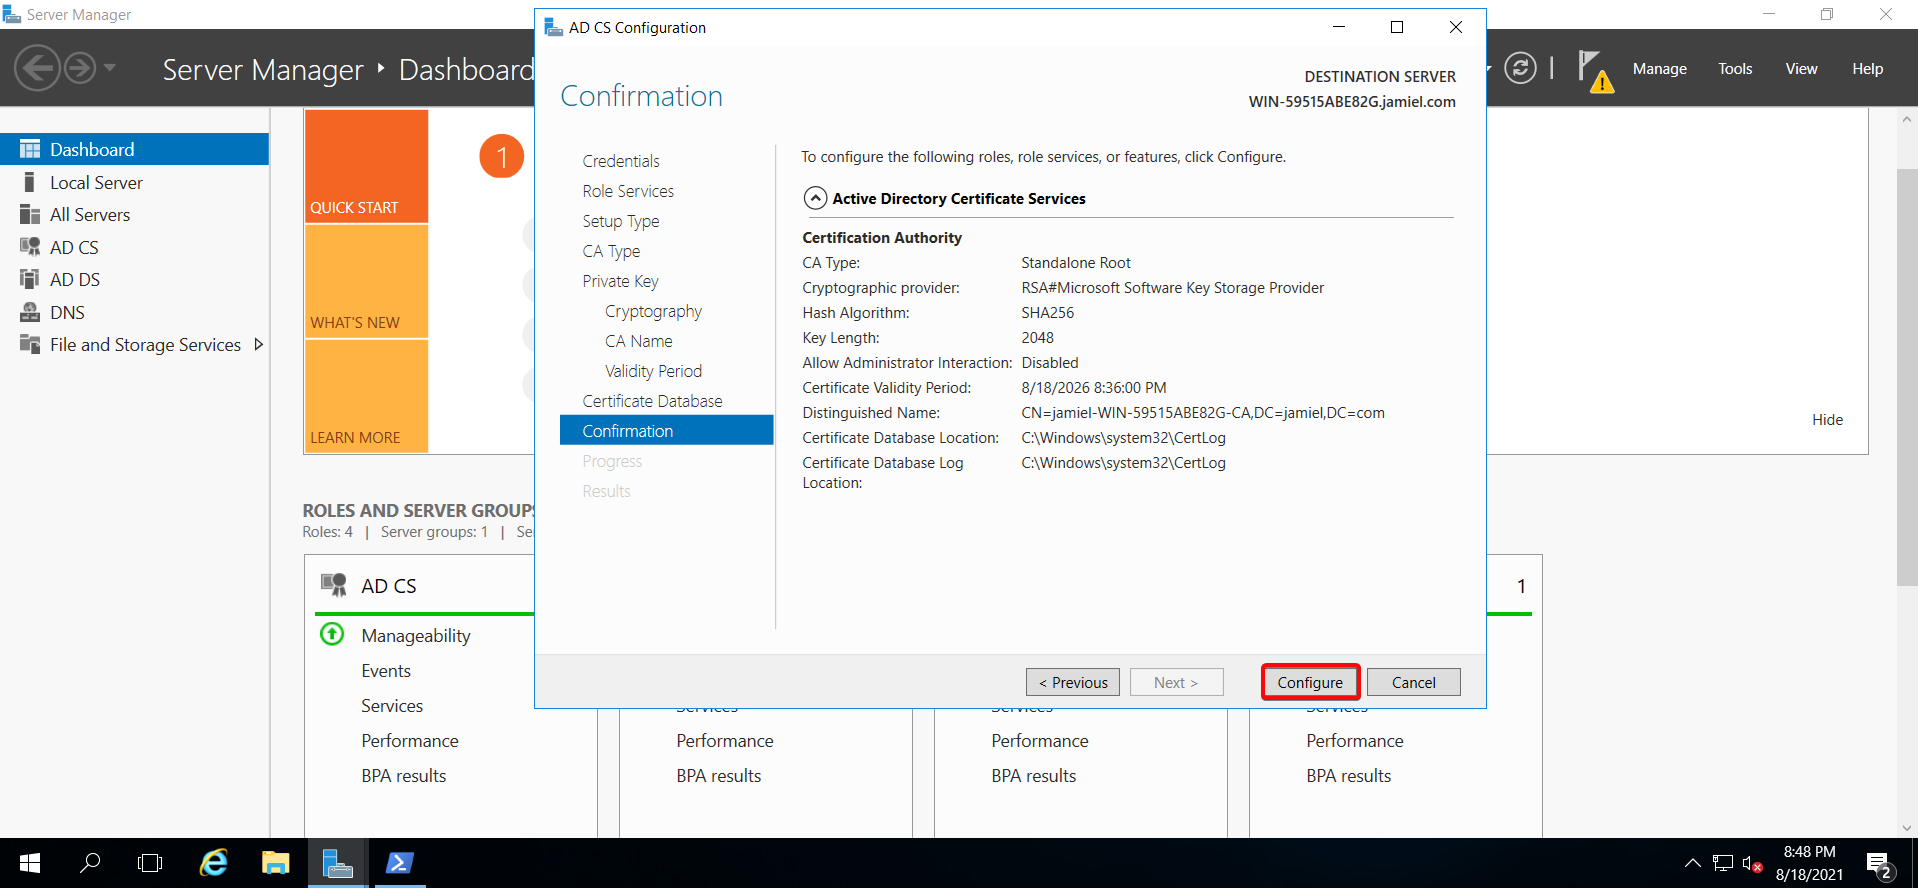 Server Manager
Server Manager ‣ Dashboard
Manage
Tools
View
Help
Dashboard
Local Server
All Servers
AD CS
AD DS
DNS
File and Storage Services
QUICK START
WHAT'S NEW
LEARN MORE
1
Hide
ROLES AND SERVER GROUPS
Roles: 4 | Server groups: 1 |
AD CS
Manageability
Events
Services
Performance
BPA results
Services
Performance
BPA results
Services
Performance
BPA results
1
Services
Performance
BPA results
AD CS Configuration
Confirmation
DESTINATION SERVER
WIN-59515ABE82G.jamiel.com
Credentials
Role Services
Setup Type
CA Type
Private Key
Cryptography
CA Name
Validity Period
Certificate Database
Confirmation
Progress
Results
To configure the following roles, role services, or features, click Configure.
Active Directory Certificate Services
Certification Authority
CA Type: Standalone Root
Cryptographic provider: RSA#Microsoft Software Key Storage Provider
Hash Algorithm: SHA256
Key Length: 2048
Allow Administrator Interaction: Disabled
Certificate Validity Period: 8/18/2026 8:36:00 PM
Distinguished Name: CN=jamiel-WIN-59515ABE82G-CA,DC=jamiel,DC=com
Certificate Database Location: C:\Windows\system32\CertLog
Certificate Database Log C:\Windows\system32\CertLog
Location:
< Previous
Next >
Configure
Cancel
8:48 PM
8/18/2021
2